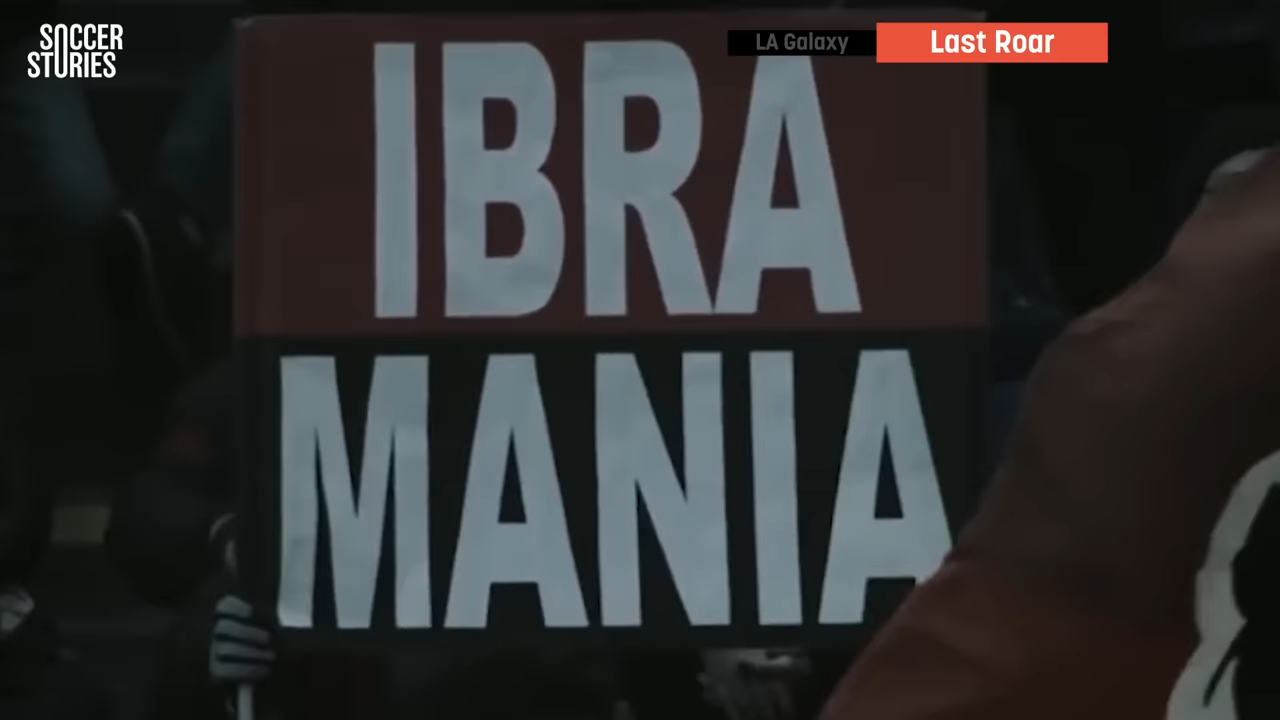 SOCCER
STORIES
LA Galaxy
Last Roar
IBRA
MANIA